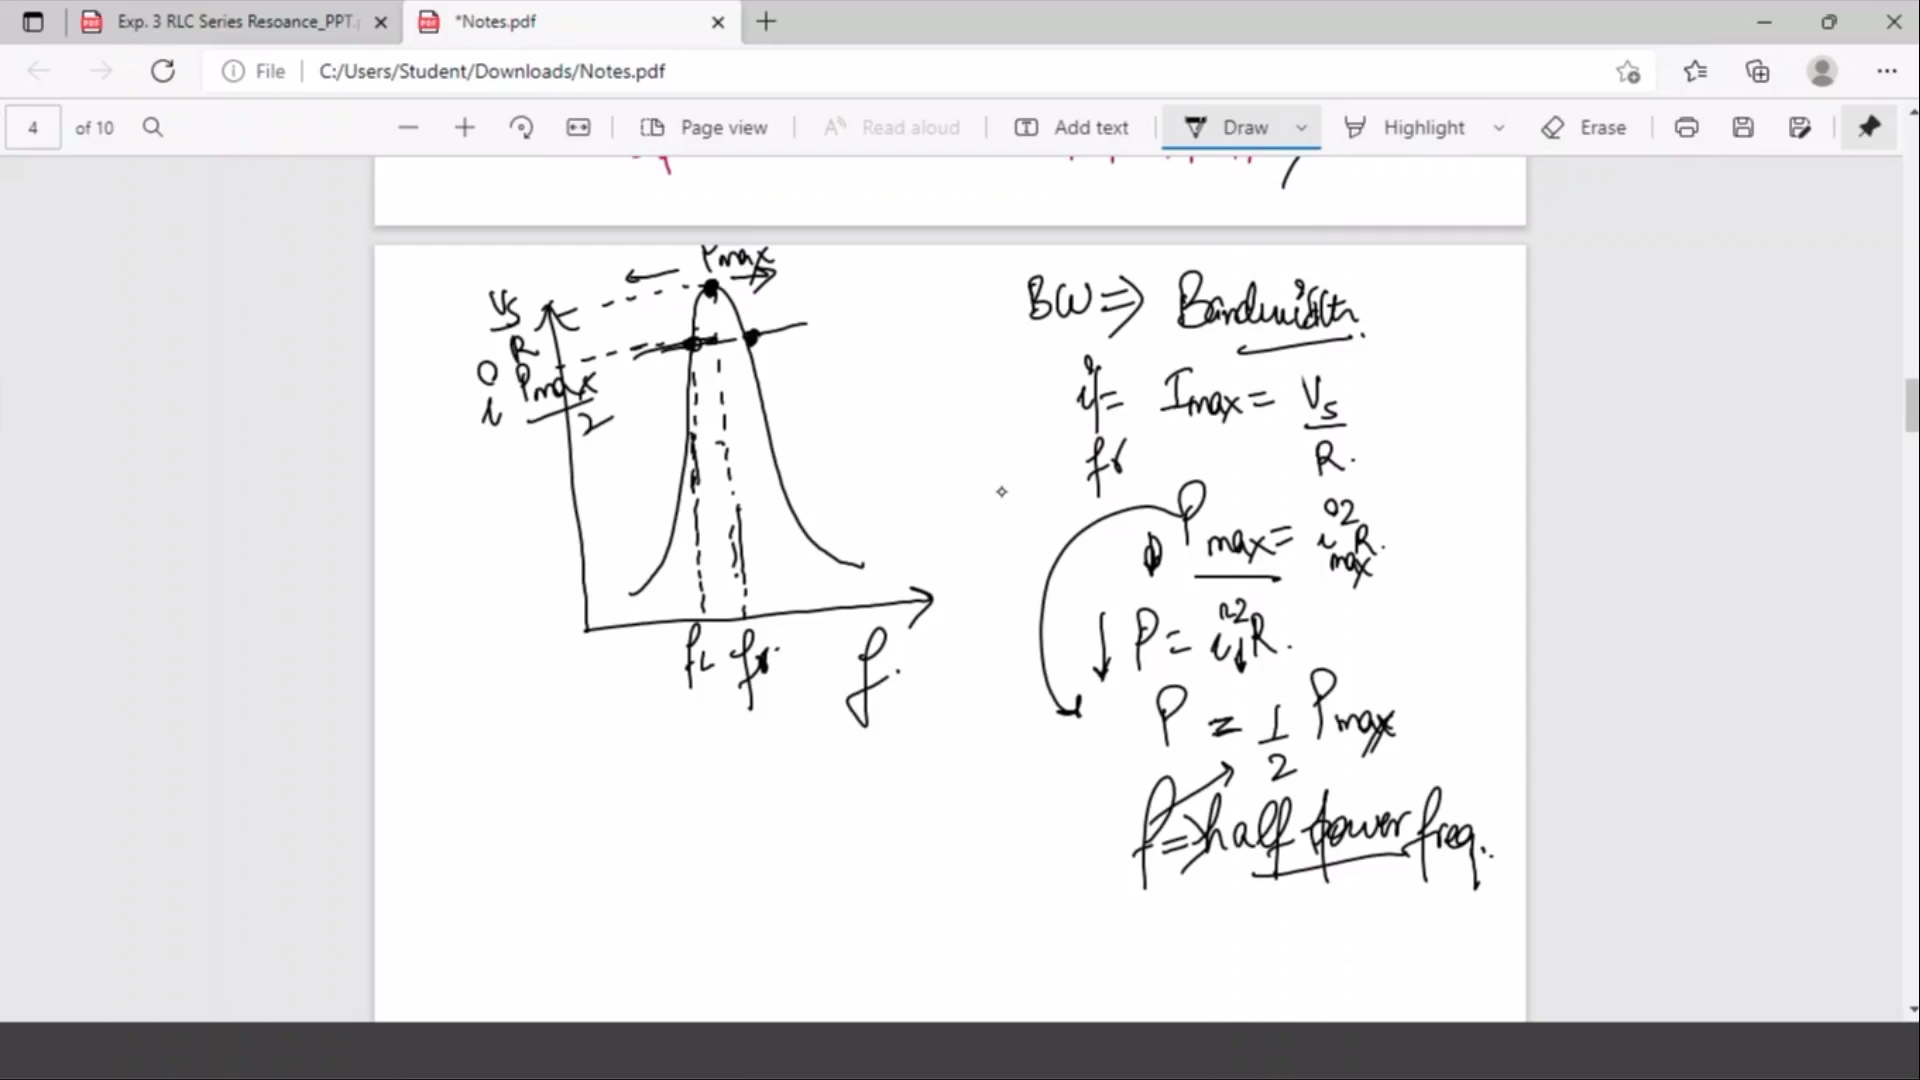 Exp. 3 RLC Series Resoance_PPT.
*Notes.pdf
File
C:/Users/Student/Downloads/Notes.pdf
4 of 10
Page view
Read aloud
Add text
Draw
Highlight
Erase
Pmax
Vs
R
i
Pmax
2
fL
fr
f
BW ⇒ Bandwidth
i = Imax = Vs
fr R.
Pmax = i²max R.
↓ P = i²↓ R.
P = 1 Pmax
2
f ⇒ half power freq.